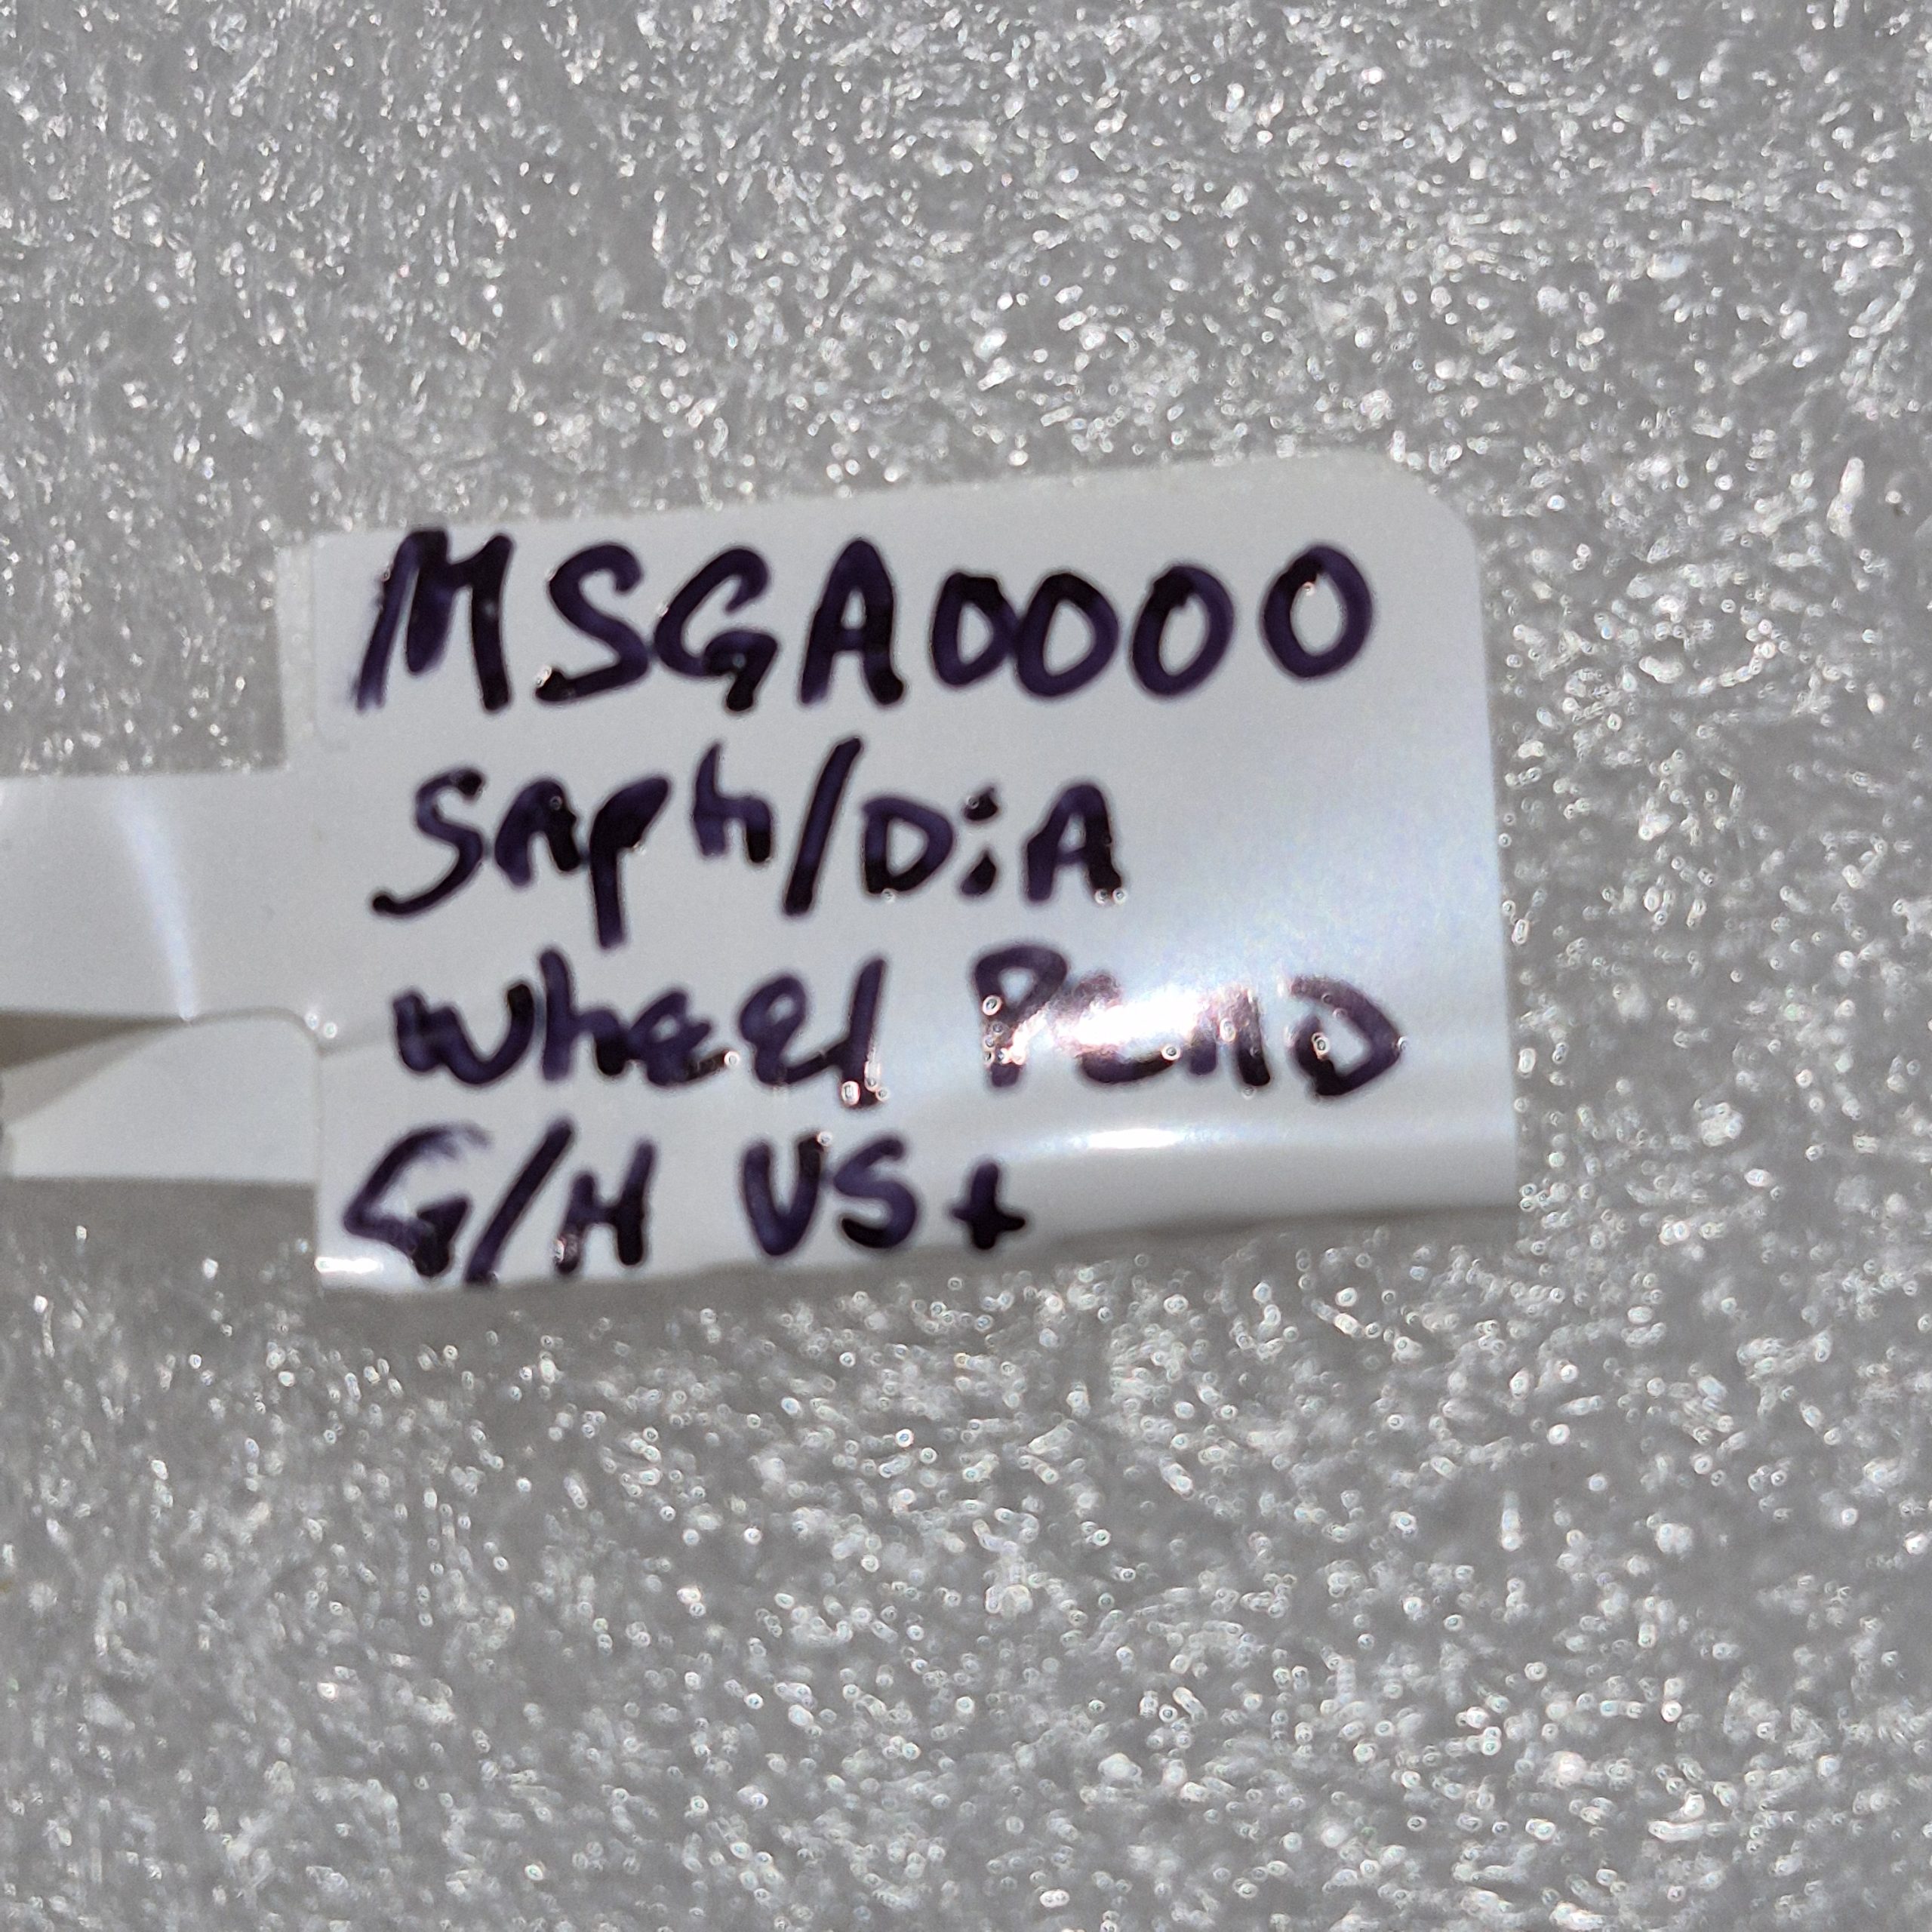 MSGA0000
Saph/DiA
wheel Pend
G/H VS+